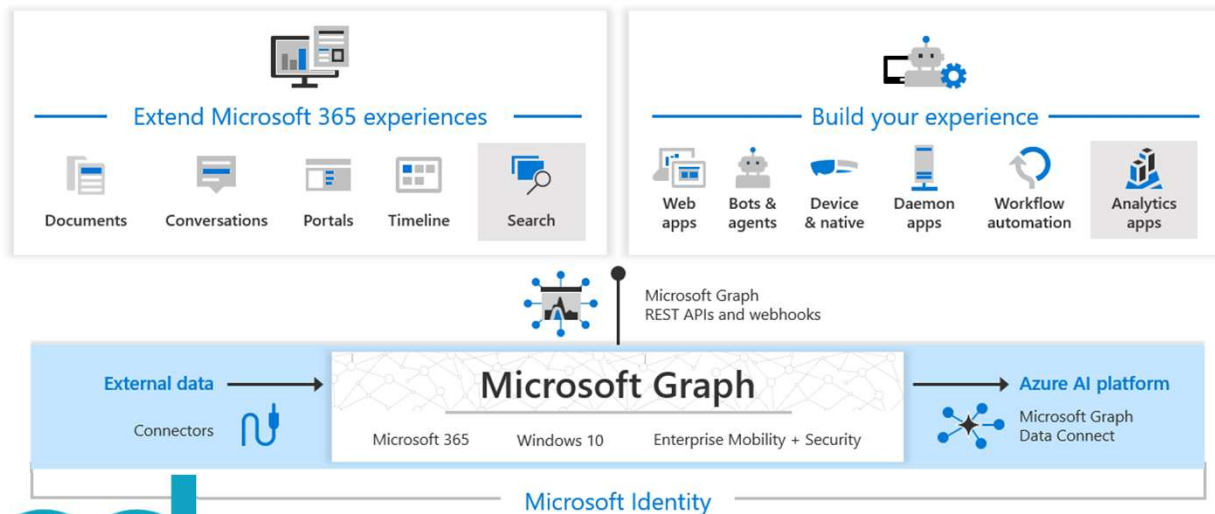 Extend Microsoft 365 experiences
Documents
Conversations
Portals
Timeline
Search
Build your experience
Web
apps
Bots &
agents
Device
& native
Daemon
apps
Workflow
automation
Analytics
apps
Microsoft Graph
REST APIs and webhooks
External data
Connectors
Microsoft Graph
Microsoft 365
Windows 10
Enterprise Mobility + Security
Azure AI platform
Microsoft Graph
Data Connect
Microsoft Identity